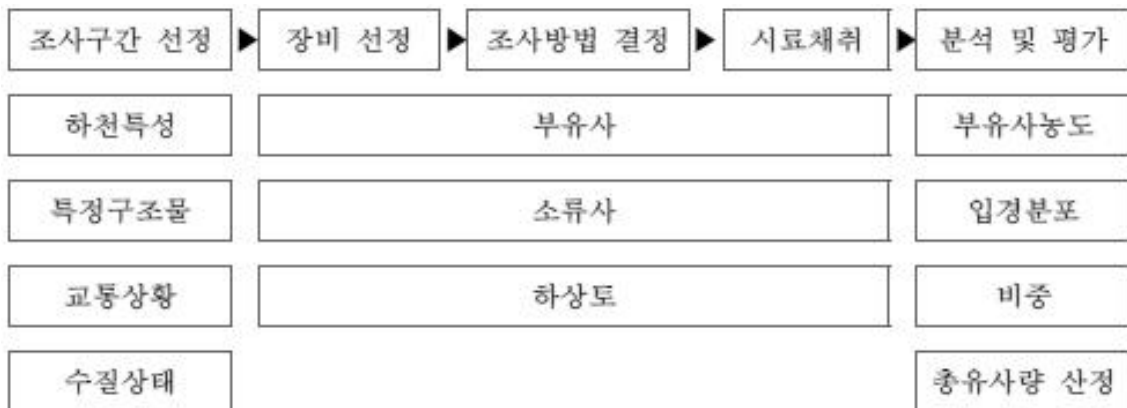 조사구간 선정 ▶ 장비 선정 ▶ 조사방법 결정 ▶ 시료채취 ▶ 분석 및 평가
하천특성 부유사 부유사농도
특정구조물 소류사 입경분포
교통상황 하상토 비중
수질상태 총유사량 산정